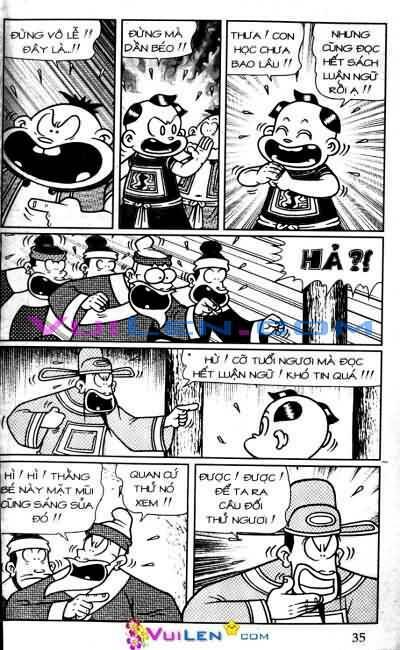 ĐỪNG VÔ LỄ !
ĐÂY LÀ...!!
ĐỪNG MÀ
DẦN BÉO !!
THƯA ! CON
HỌC CHƯA
BAO LÂU !!
NHƯNG
CŨNG ĐỌC
HẾT SÁCH
LUẬN NGỮ
RỒI Ạ !!
HẢ ?!
VUILEN.COM
HỪ ! CỠ TUỔI NGƯƠI MÀ ĐỌC
HẾT LUẬN NGỮ ! KHÓ TIN QUÁ !!!
HÌ ! HÌ ! THẰNG
BÉ NÀY MẶT MŨI
CŨNG SÁNG SỦA
ĐÓ !!
QUAN CỨ
THỬ NÓ
XEM !!
ĐƯỢC ! ĐƯỢC !
ĐỂ TA RA
CÂU ĐỐI
THỬ NGƯƠI !
VUILEN.COM
35